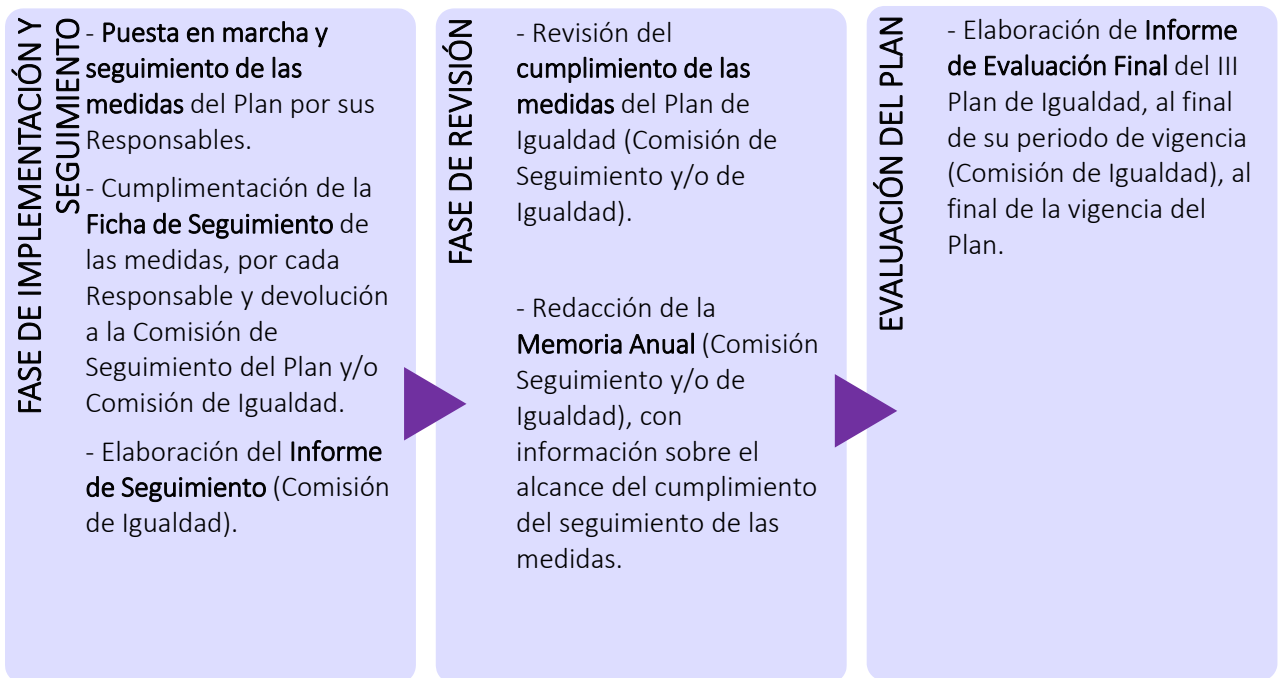 FASE DE IMPLEMENTACIÓN Y
SEGUIMIENTO
- Puesta en marcha y
seguimiento de las
medidas del Plan por sus
Responsables.
- Cumplimentación de la
Ficha de Seguimiento de
las medidas, por cada
Responsable y devolución
a la Comisión de
Seguimiento del Plan y/o
Comisión de Igualdad.
- Elaboración del Informe
de Seguimiento (Comisión
de Igualdad).
FASE DE REVISIÓN
- Revisión del
cumplimiento de las
medidas del Plan de
Igualdad (Comisión de
Seguimiento y/o de
Igualdad).
- Redacción de la
Memoria Anual (Comisión
Seguimiento y/o de
Igualdad), con
información sobre el
alcance del cumplimiento
del seguimiento de las
medidas.
EVALUACIÓN DEL PLAN
- Elaboración de Informe
de Evaluación Final del III
Plan de Igualdad, al final
de su periodo de vigencia
(Comisión de Igualdad), al
final de la vigencia del
Plan.